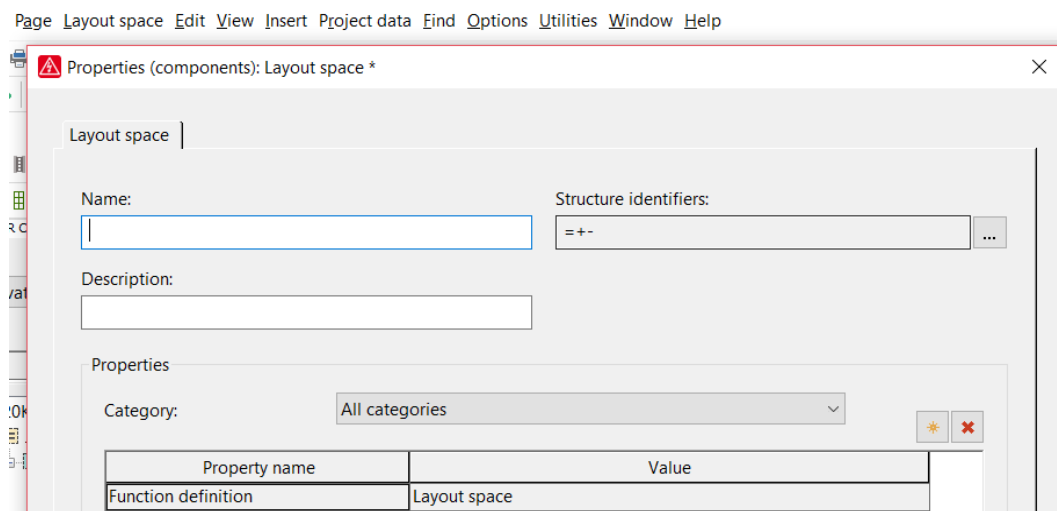 Page Layout space Edit View Insert Project data Find Options Utilities Window Help
Properties (components): Layout space *
Layout space
Name: Structure identifiers:
=+-
...
Description:
Properties
Category: All categories
Property name Value
Function definition Layout space